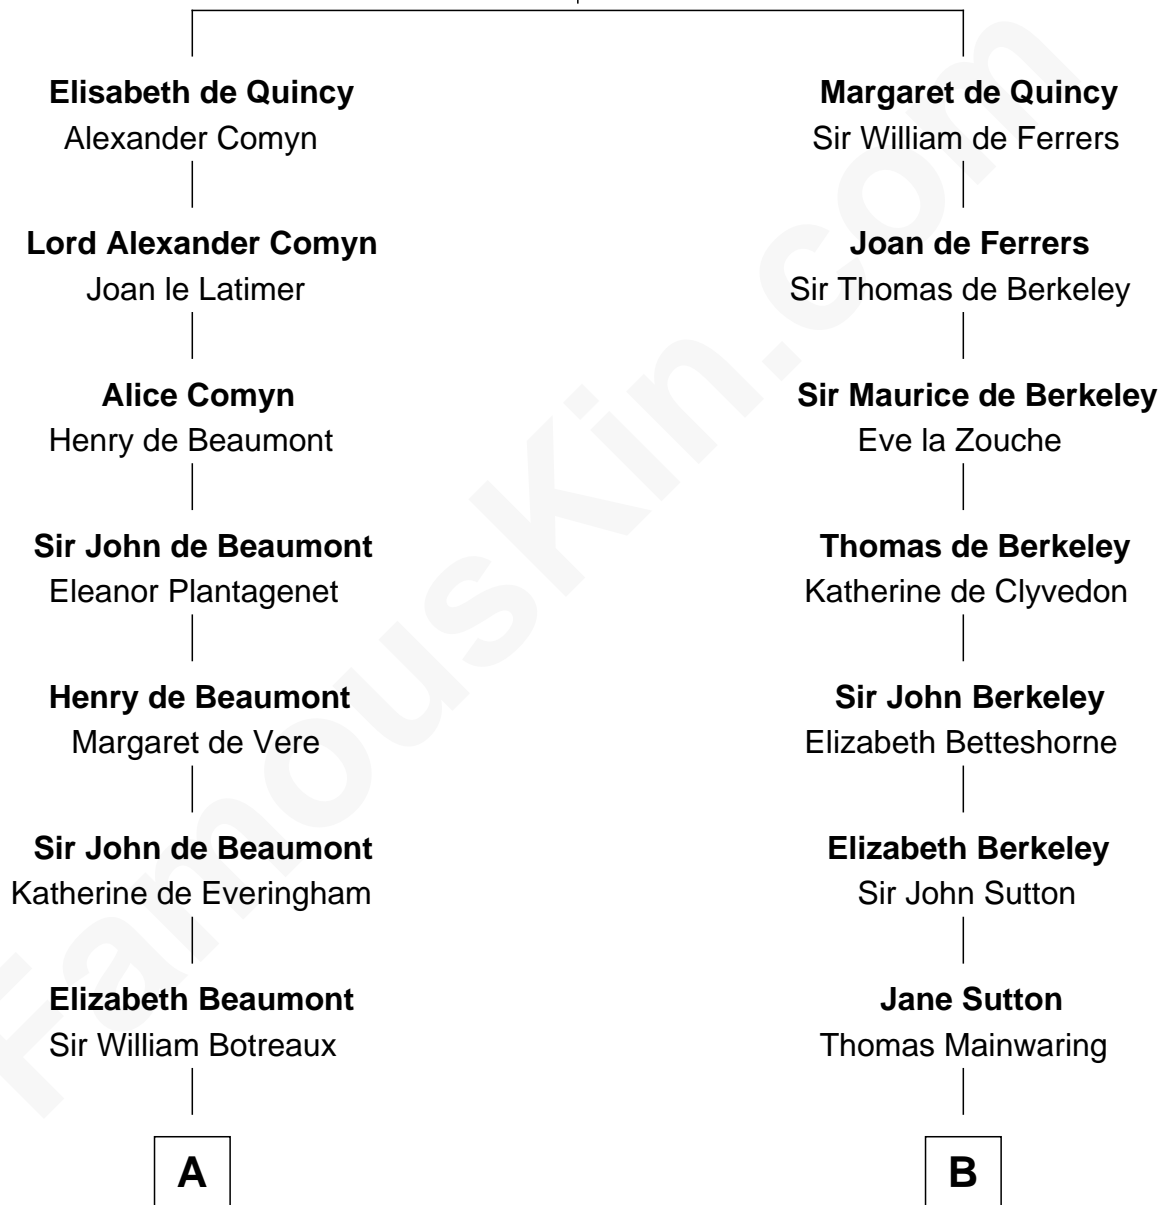 Elisabeth de Quincy
Alexander Comyn
Lord Alexander Comyn
Joan le Latimer
Alice Comyn
Henry de Beaumont
Sir John de Beaumont
Eleanor Plantagenet
Henry de Beaumont
Margaret de Vere
Sir John de Beaumont
Katherine de Everingham
Elizabeth Beaumont
Sir William Botreaux
A
Margaret de Quincy
Sir William de Ferrers
Joan de Ferrers
Sir Thomas de Berkeley
Sir Maurice de Berkeley
Eve la Zouche
Thomas de Berkeley
Katherine de Clyvedon
Sir John Berkeley
Elizabeth Betteshorne
Elizabeth Berkeley
Sir John Sutton
Jane Sutton
Thomas Mainwaring
B
FamousKin.com